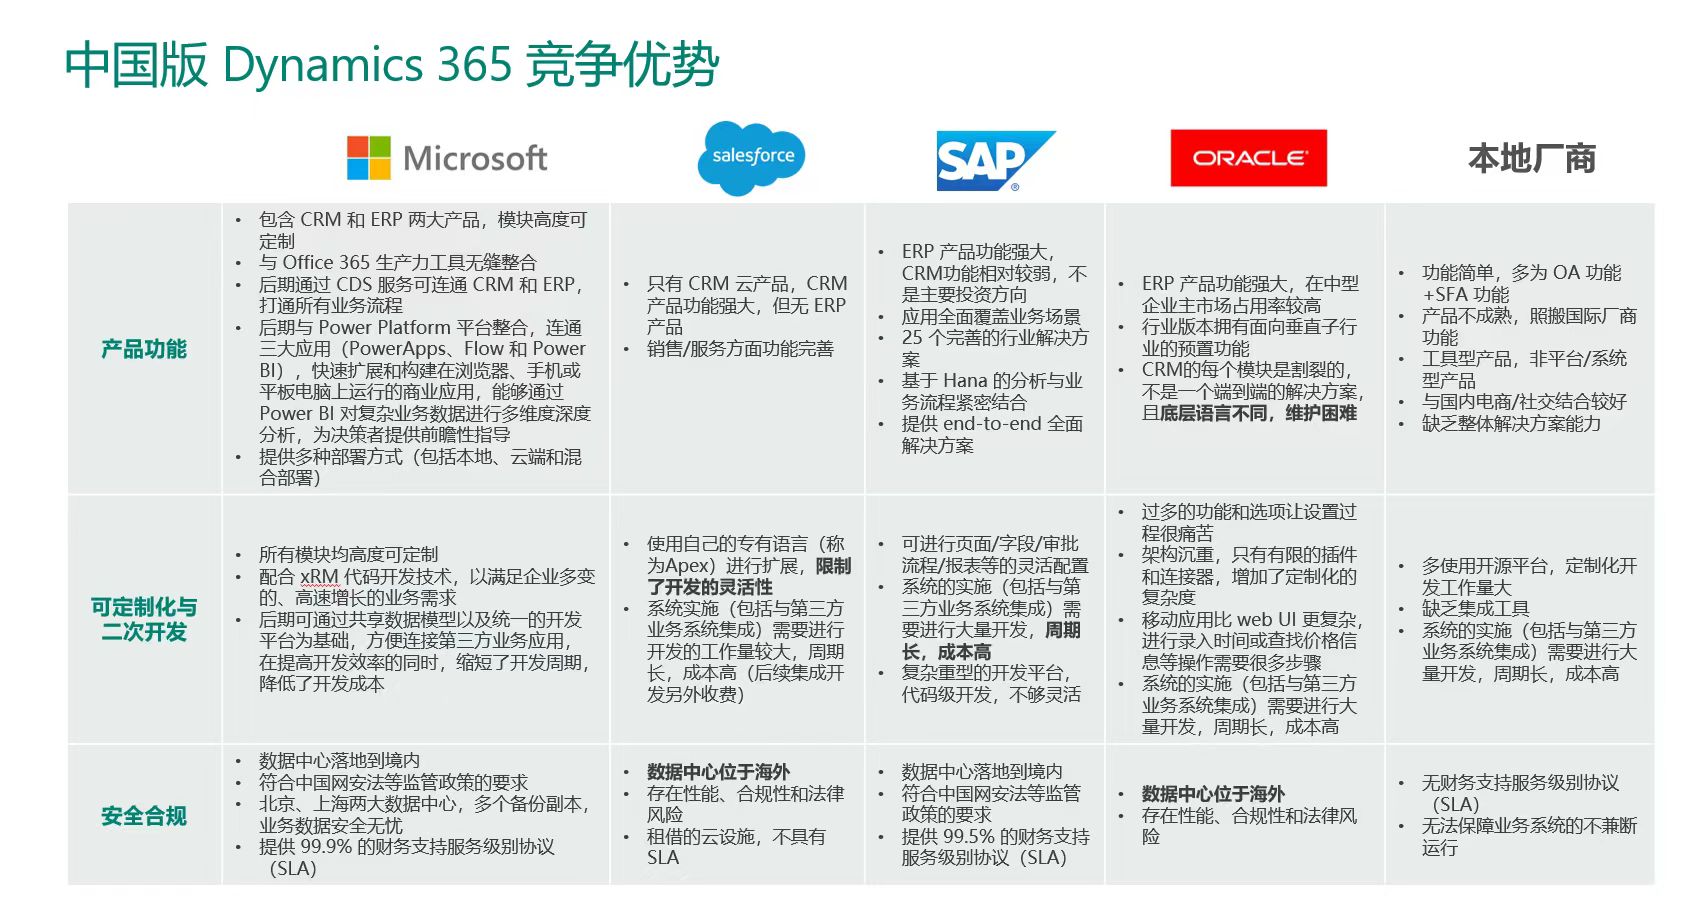 中国版 Dynamics 365 竞争优势
Microsoft
salesforce
SAP
®
ORACLE®
本地厂商
产品功能
• 包含 CRM 和 ERP 两大产品，模块高度可
定制
• 与 Office 365 生产力工具无缝整合
• 后期通过 CDS 服务可连通 CRM 和 ERP，
打通所有业务流程
• 后期与 Power Platform 平台整合，连通
三大应用（PowerApps、Flow 和 Power
BI），快速扩展和构建在浏览器、手机或
平板电脑上运行的商业应用，能够通过
Power BI 对复杂业务数据进行多维度深度
分析，为决策者提供前瞻性指导
• 提供多种部署方式（包括本地、云端和混
合部署）
• 只有 CRM 云产品，CRM
产品功能强大，但无 ERP
产品
• 销售/服务方面功能完善
• ERP 产品功能强大，
CRM功能相对较弱，不
是主要投资方向
• 应用全面覆盖业务场景
• 25 个完善的行业解决方
案
• 基于 Hana 的分析与业
务流程紧密结合
• 提供 end-to-end 全面
解决方案
• ERP 产品功能强大，在中型
企业主市场占用率较高
• 行业版本拥有面向垂直子行
业的预置功能
• CRM的每个模块是割裂的，
不是一个端到端的解决方案，
且底层语言不同，维护困难
• 功能简单，多为 OA 功能
+SFA 功能
• 产品不成熟，照搬国际厂商
功能
• 工具型产品，非平台/系统
型产品
• 与国内电商/社交结合较好
• 缺乏整体解决方案能力
可定制化与
二次开发
• 所有模块均高度可定制
• 配合 xRM 代码开发技术，以满足企业多变
的、高速增长的业务需求
• 后期可通过共享数据模型以及统一的开发
平台为基础，方便连接第三方业务应用，
在提高开发效率的同时，缩短了开发周期，
降低了开发成本
• 使用自己的专有语言（称
为Apex）进行扩展，限制
了开发的灵活性
• 系统实施（包括与第三方
业务系统集成）需要进行
开发的工作量较大，周期
长，成本高（后续集成开
发另外收费）
• 可进行页面/字段/审批
流程/报表等的灵活配置
• 系统的实施（包括与第
三方业务系统集成）需
要进行大量开发，周期
长，成本高
• 复杂重型的开发平台，
代码级开发，不够灵活
• 过多的功能和选项让设置过
程很痛苦
• 架构沉重，只有有限的插件
和连接器，增加了定制化的
复杂度
• 移动应用比 web UI 更复杂，
进行录入时间或查找价格信
息等操作需要很多步骤
• 系统的实施（包括与第三方
业务系统集成）需要进行大
量开发，周期长，成本高
• 多使用开源平台，定制化开
发工作量大
• 缺乏集成工具
• 系统的实施（包括与第三方
业务系统集成）需要进行大
量开发，周期长，成本高
安全合规
• 数据中心落地到境内
• 符合中国网安法等监管政策的要求
• 北京、上海两大数据中心，多个备份副本，
业务数据安全无忧
• 提供 99.9% 的财务支持服务级别协议
（SLA）
• 数据中心位于海外
• 存在性能、合规性和法律
风险
• 租借的云设施，不具有
SLA
• 数据中心落地到境内
• 符合中国网安法等监管
政策的要求
• 提供 99.5% 的财务支持
服务级别协议（SLA）
• 数据中心位于海外
• 存在性能、合规性和法律风
险
• 无财务支持服务级别协议
（SLA）
• 无法保障业务系统的不兼断
运行